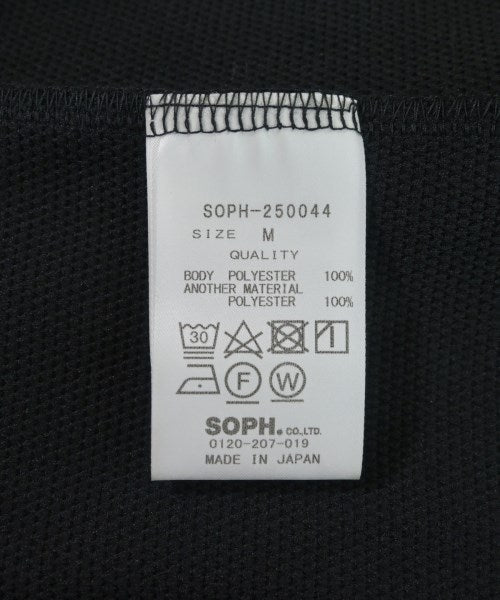 SOPH-250044
SIZE M
QUALITY
BODY POLYESTER 100%
ANOTHER MATERIAL
POLYESTER 100%
30
F W
SOPH. CO.,LTD.
0120-207-019
MADE IN JAPAN